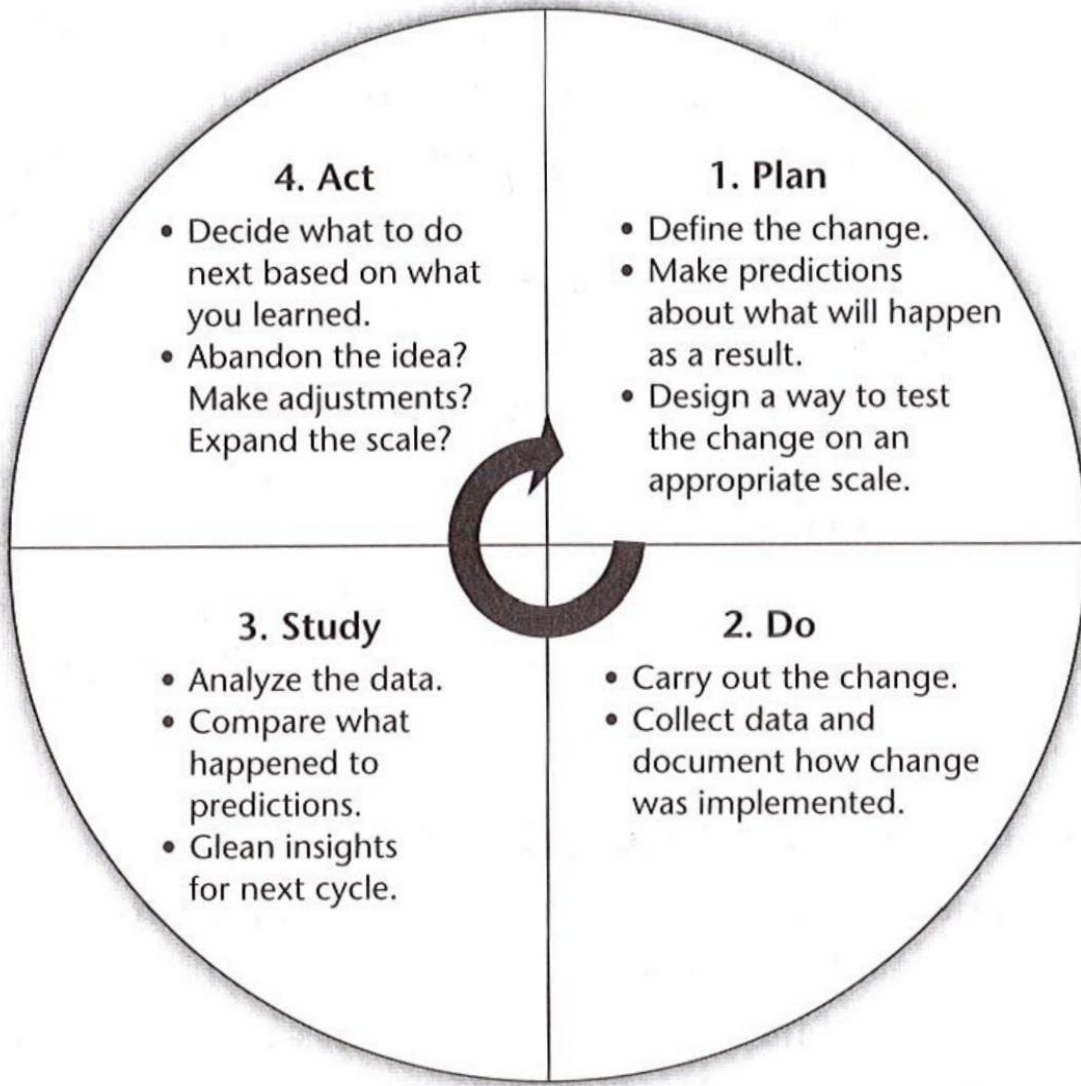 1. Plan
• Define the change.
• Make predictions
about what will happen
as a result.
• Design a way to test
the change on an
appropriate scale.
2. Do
• Carry out the change.
• Collect data and
document how change
was implemented.
3. Study
• Analyze the data.
• Compare what
happened to
predictions.
• Glean insights
for next cycle.
4. Act
• Decide what to do
next based on what
you learned.
• Abandon the idea?
Make adjustments?
Expand the scale?